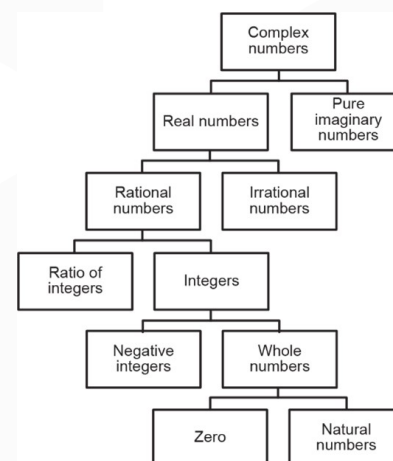 Complex
numbers
Real numbers
Pure
imaginary
numbers
Rational
numbers
Irrational
numbers
Ratio of
integers
Integers
Negative
integers
Whole
numbers
Zero
Natural
numbers